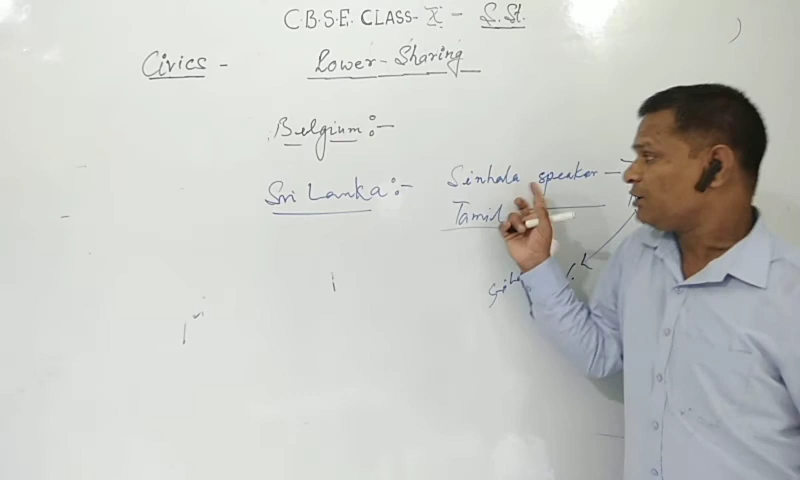 C.B.S.E. CLASS-X - S.St.
Civics - Power-Sharing
Belgium :-
Sri Lanka :- Sinhala speaker -
Tamil